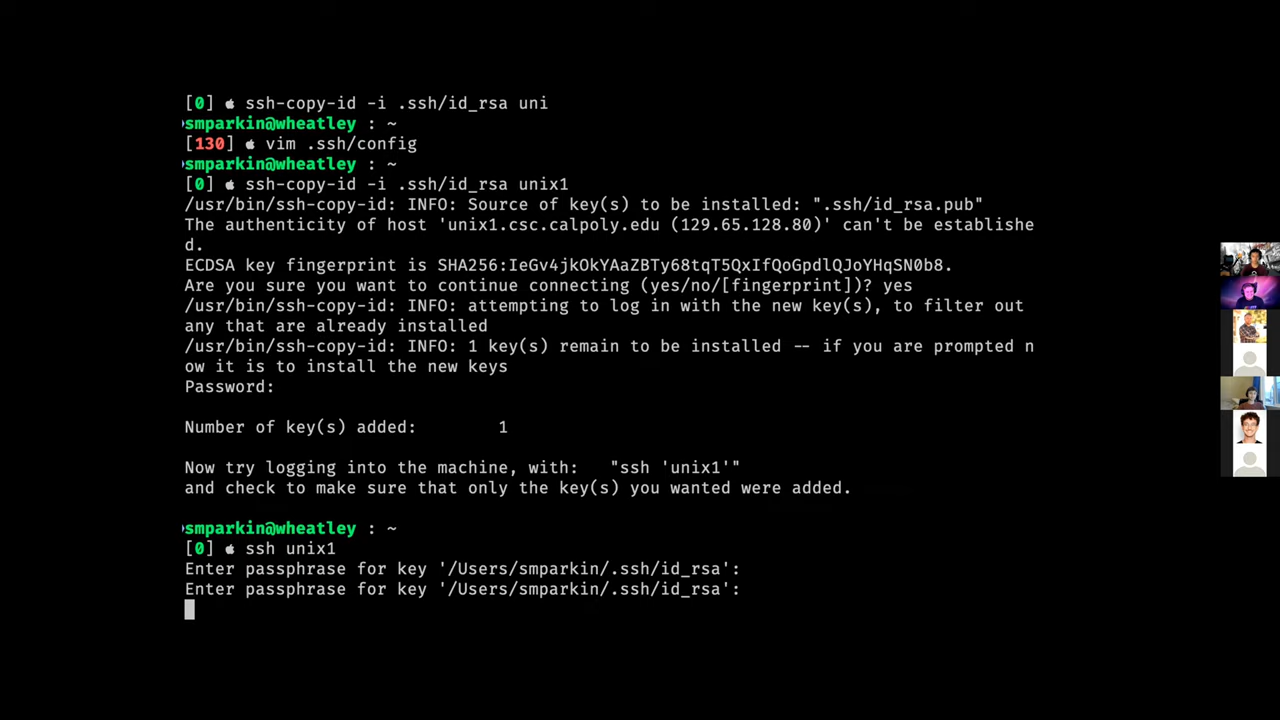 [0]  ssh-copy-id -i .ssh/id_rsa uni
smparkin@wheatley : ~
[130]  vim .ssh/config
smparkin@wheatley : ~
[0]  ssh-copy-id -i .ssh/id_rsa unix1
/usr/bin/ssh-copy-id: INFO: Source of key(s) to be installed: ".ssh/id_rsa.pub"
The authenticity of host 'unix1.csc.calpoly.edu (129.65.128.80)' can't be establishe
d.
ECDSA key fingerprint is SHA256:IeGv4jkOkYAaZBTy68tqT5QxIfQoGpdlQJoYHqSN0b8.
Are you sure you want to continue connecting (yes/no/[fingerprint])? yes
/usr/bin/ssh-copy-id: INFO: attempting to log in with the new key(s), to filter out
any that are already installed
/usr/bin/ssh-copy-id: INFO: 1 key(s) remain to be installed -- if you are prompted n
ow it is to install the new keys
Password:
Number of key(s) added:        1
Now try logging into the machine, with:   "ssh 'unix1'"
and check to make sure that only the key(s) you wanted were added.
smparkin@wheatley : ~
[0]  ssh unix1
Enter passphrase for key '/Users/smparkin/.ssh/id_rsa':
Enter passphrase for key '/Users/smparkin/.ssh/id_rsa':